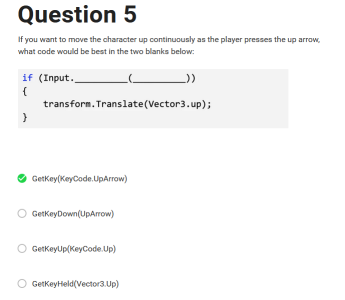 Question 5
If you want to move the character up continuously as the player presses the up arrow,
what code would be best in the two blanks below:
if (Input.__________(__________))
{
transform.Translate(Vector3.up);
}
GetKey(KeyCode.UpArrow)
GetKeyDown(UpArrow)
GetKeyUp(KeyCode.Up)
GetKeyHeld(Vector3.Up)